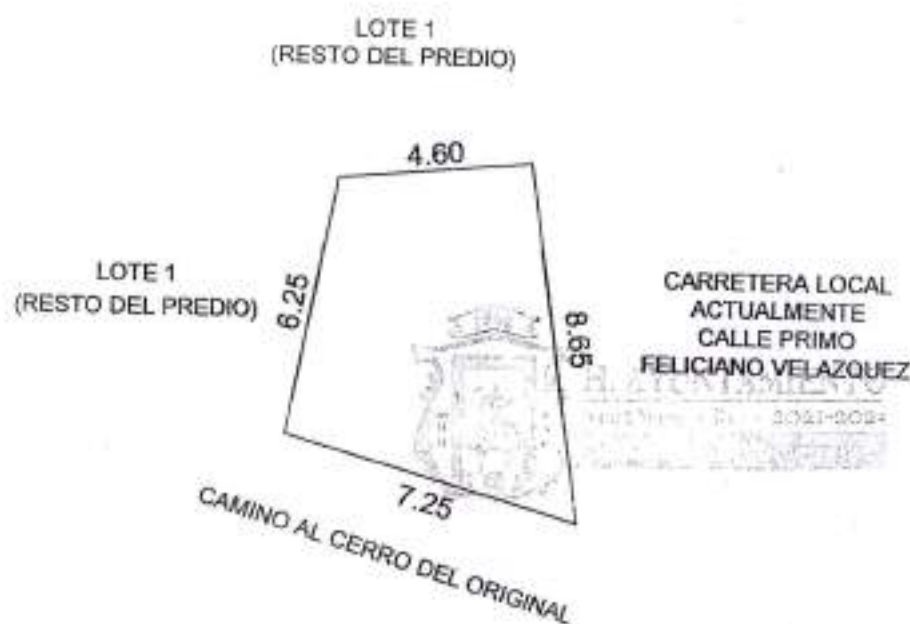 LOTE 1
(RESTO DEL PREDIO)
4.60
LOTE 1
(RESTO DEL PREDIO)
6.25
8.65
CARRETERA LOCAL
ACTUALMENTE
CALLE PRIMO
FELICIANO VELAZQUEZ
H. AYUNTAMIENTO
2021-2024
7.25
CAMINO AL CERRO DEL ORIGINAL